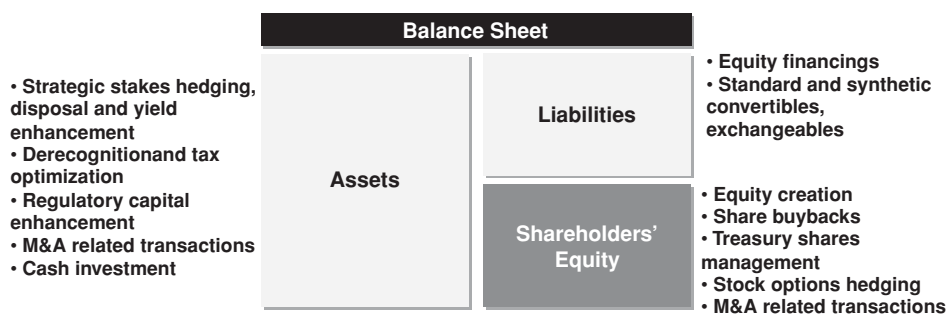 Balance Sheet
• Strategic stakes hedging,
disposal and yield
enhancement
• Derecognitionand tax
optimization
• Regulatory capital
enhancement
• M&A related transactions
• Cash investment
Assets
Liabilities
Shareholders'
Equity
• Equity financings
• Standard and synthetic
convertibles,
exchangeables
• Equity creation
• Share buybacks
• Treasury shares
management
• Stock options hedging
• M&A related transactions